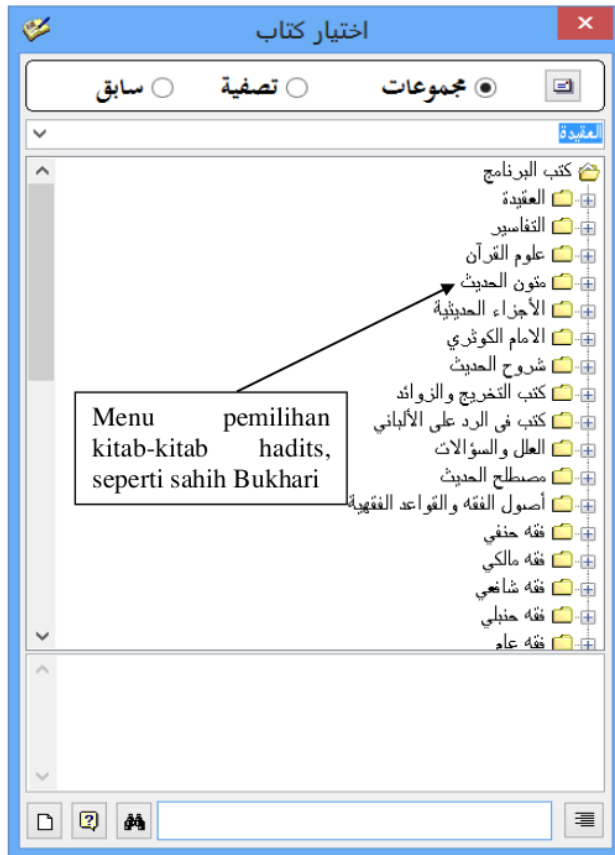 اختيار كتاب
مجموعات تصفية سابق
العقيدة
كتب البرنامج
العقيدة
التفاسير
علوم القرآن
متون الحديث
الأجزاء الحديثية
الامام الكوثري
شروح الحديث
كتب التخريج والزوائد
كتب في الرد على الألباني
العلل والسؤالات
مصطلح الحديث
أصول الفقه والقواعد الفقهية
فقه حنفي
فقه مالكي
فقه شافعي
فقه حنبلي
فقه عام
Menu pemilihan
kitab-kitab hadits,
seperti sahih Bukhari